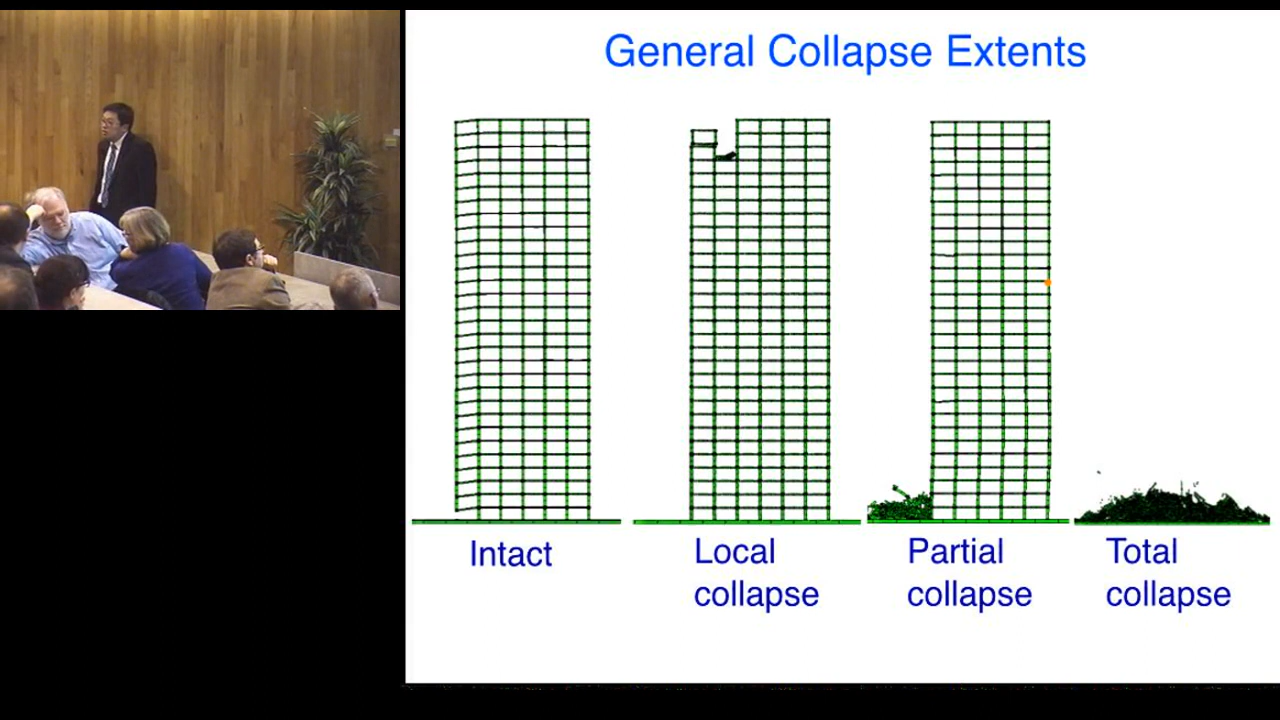 General Collapse Extents
Intact
Local
collapse
Partial
collapse
Total
collapse